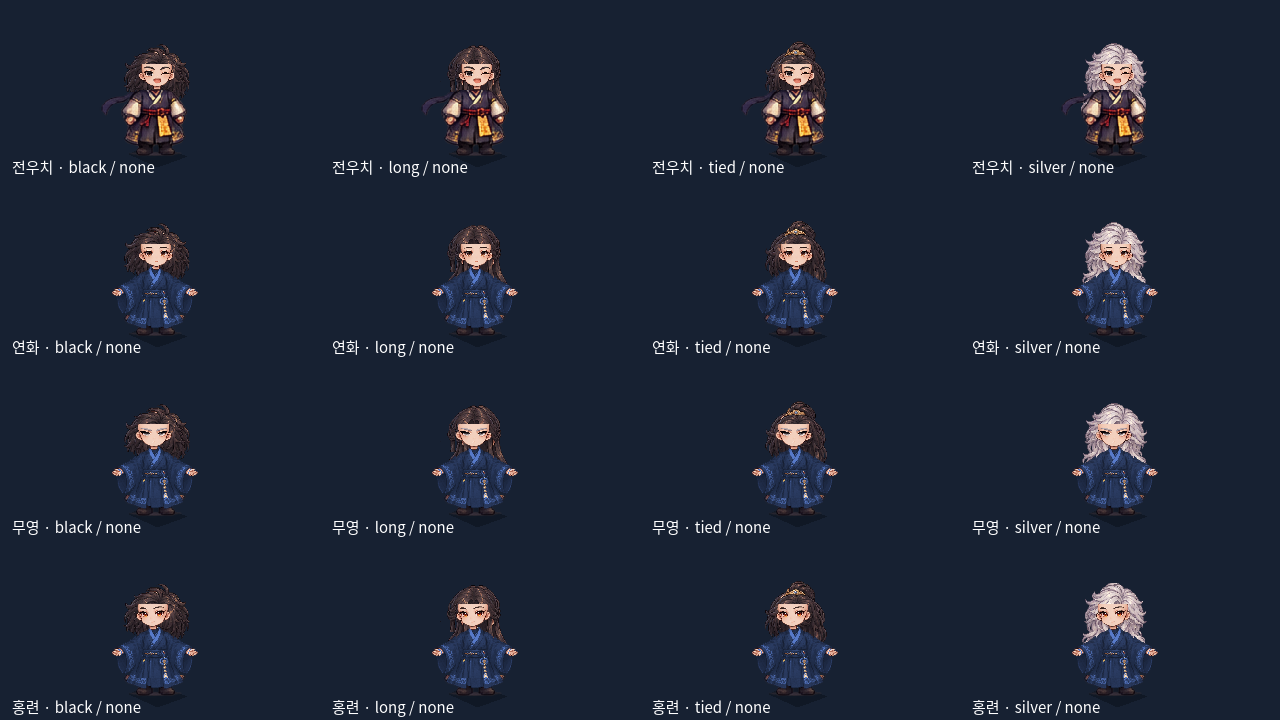 전우치 · black / none
전우치 · long / none
전우치 · tied / none
전우치 · silver / none
연화 · black / none
연화 · long / none
연화 · tied / none
연화 · silver / none
무영 · black / none
무영 · long / none
무영 · tied / none
무영 · silver / none
홍련 · black / none
홍련 · long / none
홍련 · tied / none
홍련 · silver / none